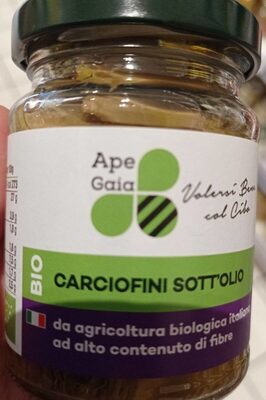 Ape
Gaia
Volersi Bene
col Cibo
BIO
CARCIOFINI SOTT'OLIO
da agricoltura biologica italiana
ad alto contenuto di fibre